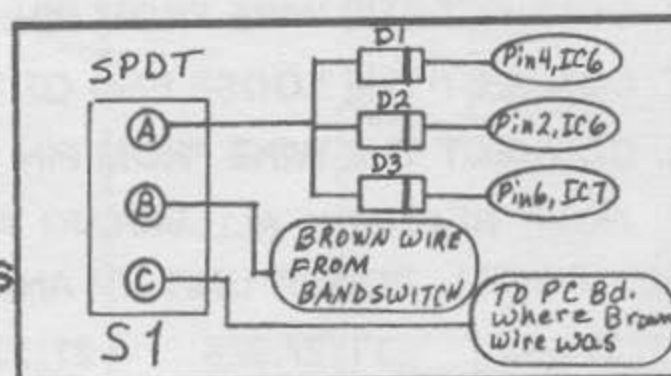 SPDT
A
B
C
S1
D1
Pin4, IC6
D2
Pin2, IC6
D3
Pin6, IC7
BROWN WIRE
FROM
BANDSWITCH
TO PC Bd.
where Brown
wire was